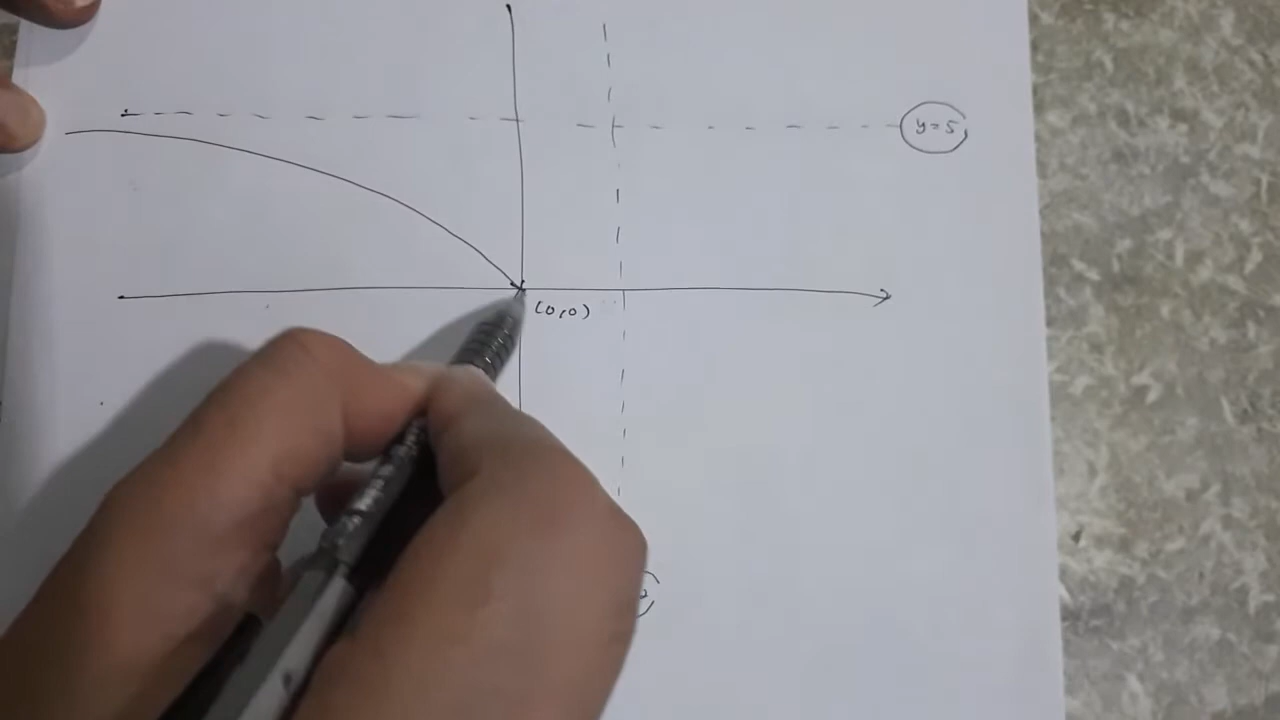 y = 5
(0,0)